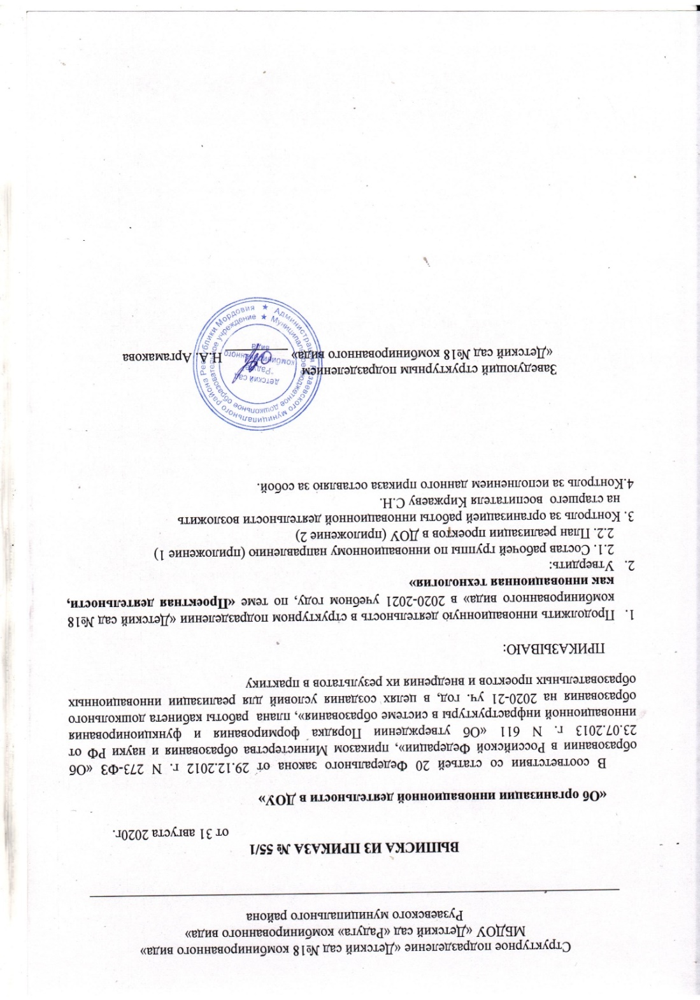 Структурное подразделение «Детский сад №18 комбинированного вида»
МБДОУ «Детский сад «Радуга» комбинированного вида»
Рузаевского муниципального района
ВЫПИСКА ИЗ ПРИКАЗА № 55/1
от 31 августа 2020г.
«Об организации инновационной деятельности в ДОУ»
В соответствии со статьей 20 Федерального закона от 29.12.2012 г. N 273-ФЗ «Об
образовании в Российской Федерации», приказом Министерства образования и науки РФ от
23.07.2013 г. N 611 «Об утверждении Порядка формирования и функционирования
инновационной инфраструктуры в системе образования», плана работы кабинета дошкольного
образования на 2020-21 уч. год, в целях создания условий для реализации инновационных
образовательных проектов и внедрения их результатов в практику
ПРИКАЗЫВАЮ:
1. Продолжить инновационную деятельность в структурном подразделении «Детский сад №18
комбинированного вида» в 2020-2021 учебном году, по теме «Проектная деятельности,
как инновационная технология»
2. Утвердить:
2.1. Состав рабочей группы по инновационному направлению (приложение 1)
2.2. План реализации проектов в ДОУ (приложение 2)
3. Контроль за организацией работы инновационной деятельности возложить
на старшего воспитателя Киржаеву С.Н.
4.Контроль за исполнением данного приказа оставляю за собой.
Заведующий структурным подразделением
«Детский сад №18 комбинированного вида» Н.А. Аргамакова
Администрация Рузаевского муниципального района Республики Мордовия
Муниципальное бюджетное дошкольное образовательное учреждение
детский сад
"Радуга"
комбинированного
вида